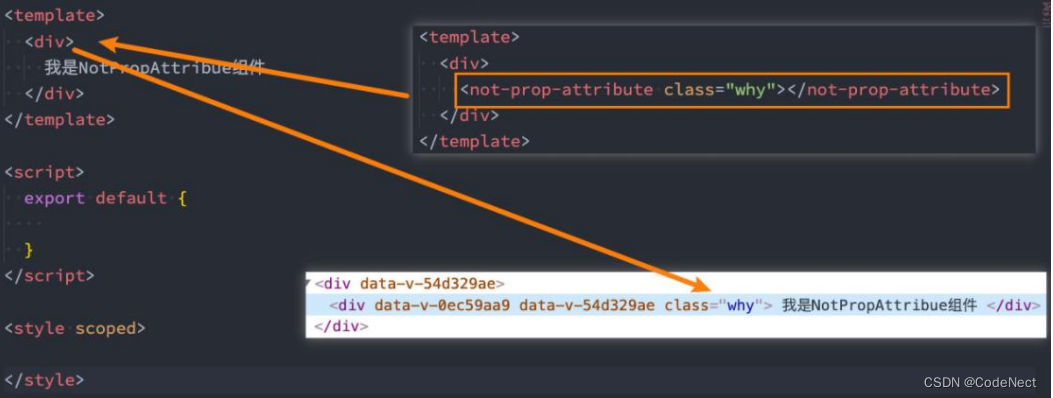 <template>
<div>
我是NotPropAttribue组件
</div>
</template>
<script>
export default {
}
</script>
<style scoped>
</style>
<template>
<div>
<not-prop-attribute class="why"></not-prop-attribute>
</div>
</template>
<div data-v-54d329ae>
<div data-v-0ec59aa9 data-v-54d329ae class="why"> 我是NotPropAttribue组件 </div>
</div>
CSDN @CodeNect